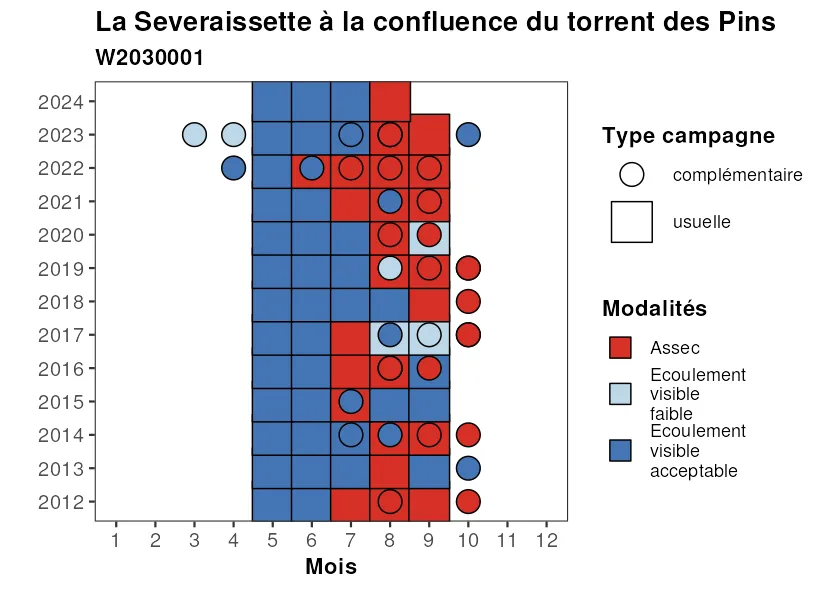 La Severaissette à la confluence du torrent des Pins
W2030001
2024
2023
2022
2021
2020
2019
2018
2017
2016
2015
2014
2013
2012
1 2 3 4 5 6 7 8 9 10 11 12
Mois
Type campagne
complémentaire
usuelle
Modalités
Assec
Ecoulement
visible
faible
Ecoulement
visible
acceptable